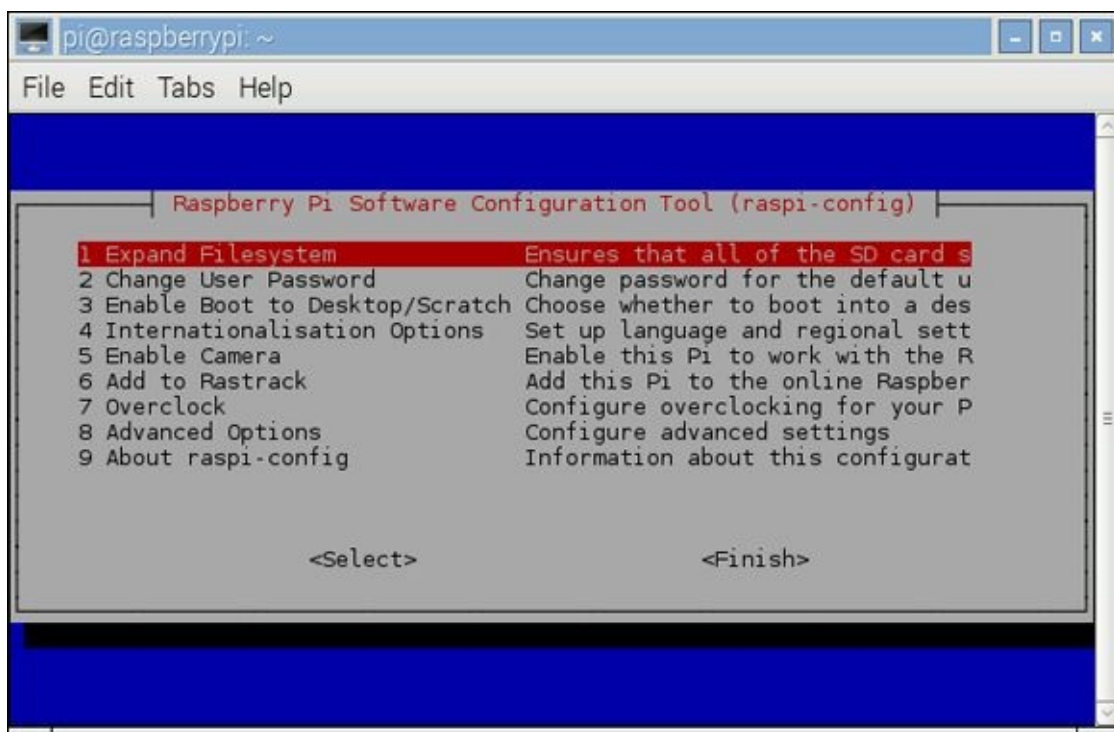 pi@raspberrypi: ~
File Edit Tabs Help
Raspberry Pi Software Configuration Tool (raspi-config)
1 Expand Filesystem Ensures that all of the SD card s
2 Change User Password Change password for the default u
3 Enable Boot to Desktop/Scratch Choose whether to boot into a des
4 Internationalisation Options Set up language and regional sett
5 Enable Camera Enable this Pi to work with the R
6 Add to Rastrack Add this Pi to the online Raspber
7 Overclock Configure overclocking for your P
8 Advanced Options Configure advanced settings
9 About raspi-config Information about this configurat
<Select> <Finish>